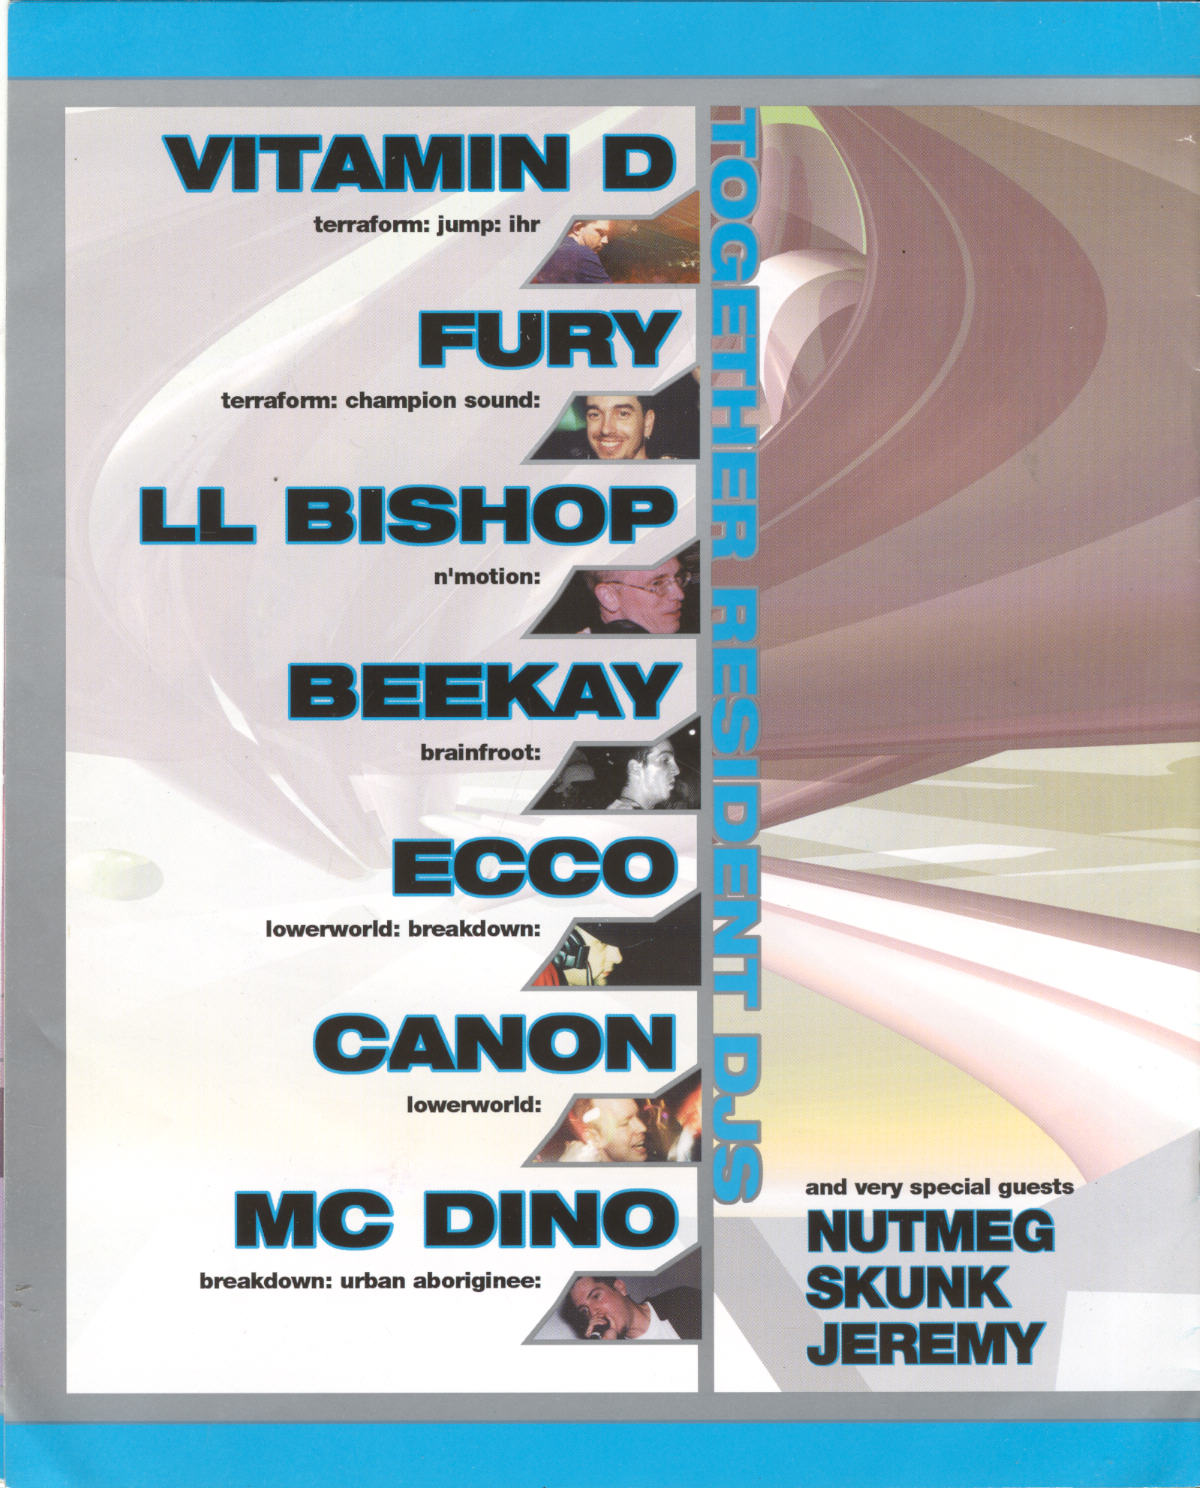 VITAMIN D
terraform: jump: ihr
FURY
terraform: champion sound:
LL BISHOP
n'motion:
BEEKAY
brainfroot:
ECCO
lowerworld: breakdown:
CANON
lowerworld:
MC DINO
breakdown: urban aboriginee:
TOGETHER RESIDENT DJS
and very special guests
NUTMEG
SKUNK
JEREMY